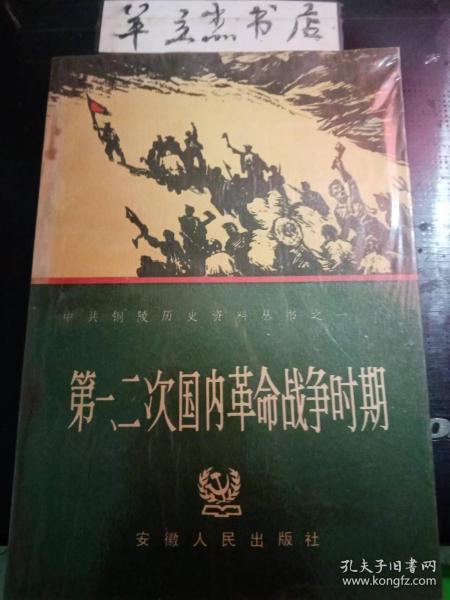 羊立杰书店
中共铜陵历史资料丛书之一
第一、二次国内革命战争时期
安徽人民出版社
孔夫子旧书网
www.kongfz.com